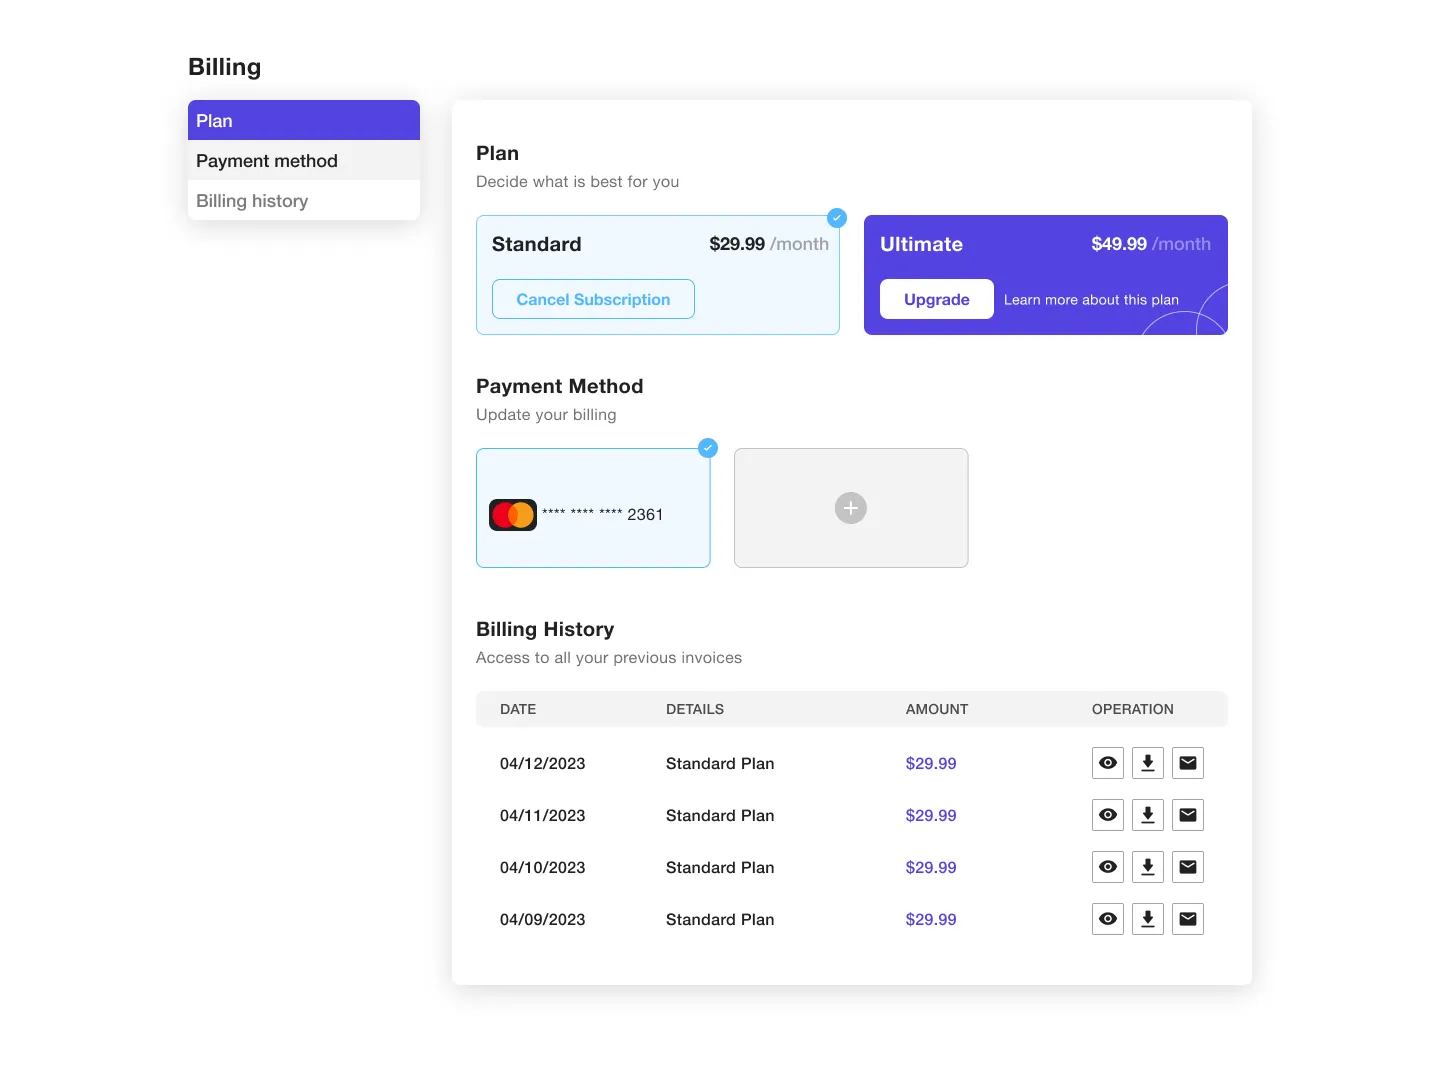 Billing
Plan
Payment method
Billing history
Plan
Decide what is best for you
Standard $29.99 /month
Cancel Subscription
Ultimate $49.99 /month
Upgrade Learn more about this plan
Payment Method
Update your billing
**** **** **** 2361
Billing History
Access to all your previous invoices
DATE DETAILS AMOUNT OPERATION
04/12/2023 Standard Plan $29.99
04/11/2023 Standard Plan $29.99
04/10/2023 Standard Plan $29.99
04/09/2023 Standard Plan $29.99